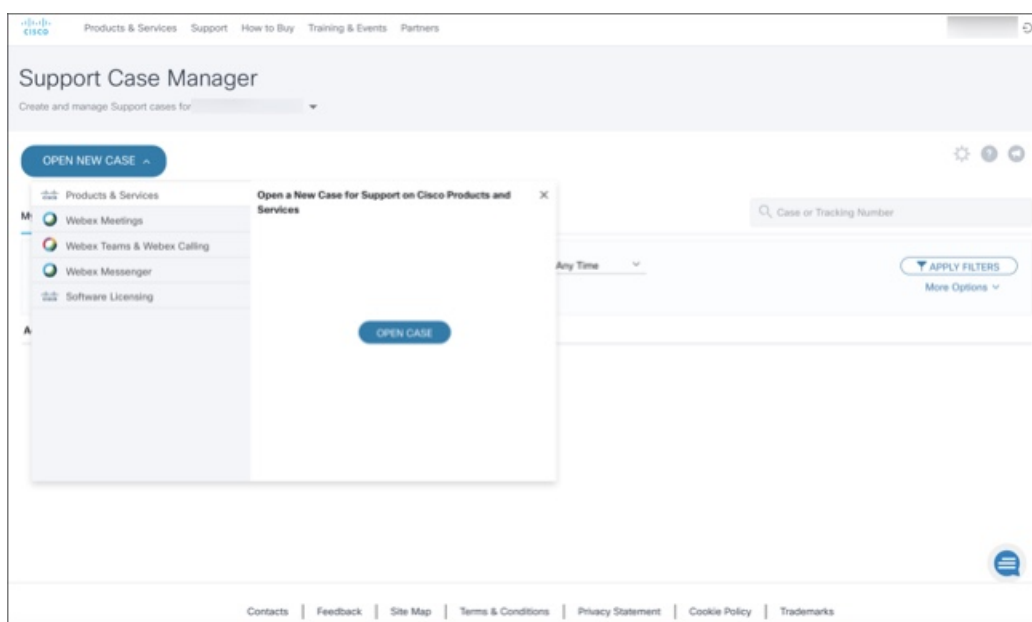 CISCO
Products & Services Support How to Buy Training & Events Partners
Support Case Manager
Create and manage Support cases for
OPEN NEW CASE
Products & Services
Webex Meetings
Webex Teams & Webex Calling
Webex Messenger
Software Licensing
Open a New Case for Support on Cisco Products and
Services
OPEN CASE
Case or Tracking Number
Any Time
APPLY FILTERS
More Options
Contacts | Feedback | Site Map | Terms & Conditions | Privacy Statement | Cookie Policy | Trademarks